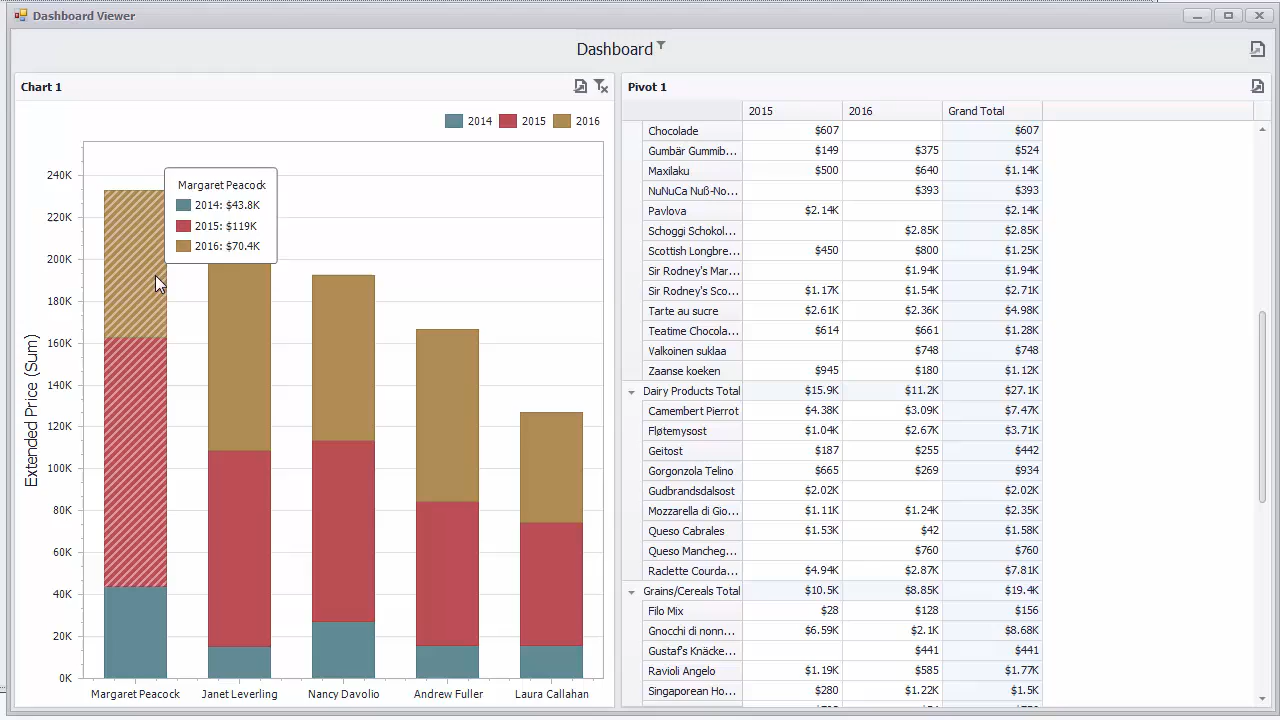 Dashboard Viewer
Dashboard
Chart 1
2014 2015 2016
Extended Price (Sum)
240K
220K
200K
180K
160K
140K
120K
100K
80K
60K
40K
20K
0K
Margaret Peacock
2014: $43.8K
2015: $119K
2016: $70.4K
Margaret Peacock Janet Leverling Nancy Davolio Andrew Fuller Laura Callahan
Pivot 1
2015 2016 Grand Total
Chocolade $607 $607
Gumbär Gummib... $149 $375 $524
Maxilaku $500 $640 $1.14K
NuNuCa Nuß-No... $393 $393
Pavlova $2.14K $2.14K
Schoggi Schokol... $2.85K $2.85K
Scottish Longbre... $450 $800 $1.25K
Sir Rodney's Mar... $1.94K $1.94K
Sir Rodney's Sco... $1.17K $1.54K $2.71K
Tarte au sucre $2.61K $2.36K $4.98K
Teatime Chocola... $614 $661 $1.28K
Valkoinen suklaa $748 $748
Zaanse koeken $945 $180 $1.12K
Dairy Products Total $15.9K $11.2K $27.1K
Camembert Pierrot $4.38K $3.09K $7.47K
Fløtemysost $1.04K $2.67K $3.71K
Geitost $187 $255 $442
Gorgonzola Telino $665 $269 $934
Gudbrandsdalsost $2.02K $2.02K
Mozzarella di Gio... $1.11K $1.24K $2.35K
Queso Cabrales $1.53K $42 $1.58K
Queso Mancheg... $760 $760
Raclette Courda... $4.94K $2.87K $7.81K
Grains/Cereals Total $10.5K $8.85K $19.4K
Filo Mix $28 $128 $156
Gnocchi di nonn... $6.59K $2.1K $8.68K
Gustaf's Knäcke... $441 $441
Ravioli Angelo $1.19K $585 $1.77K
Singaporean Ho... $280 $1.22K $1.5K